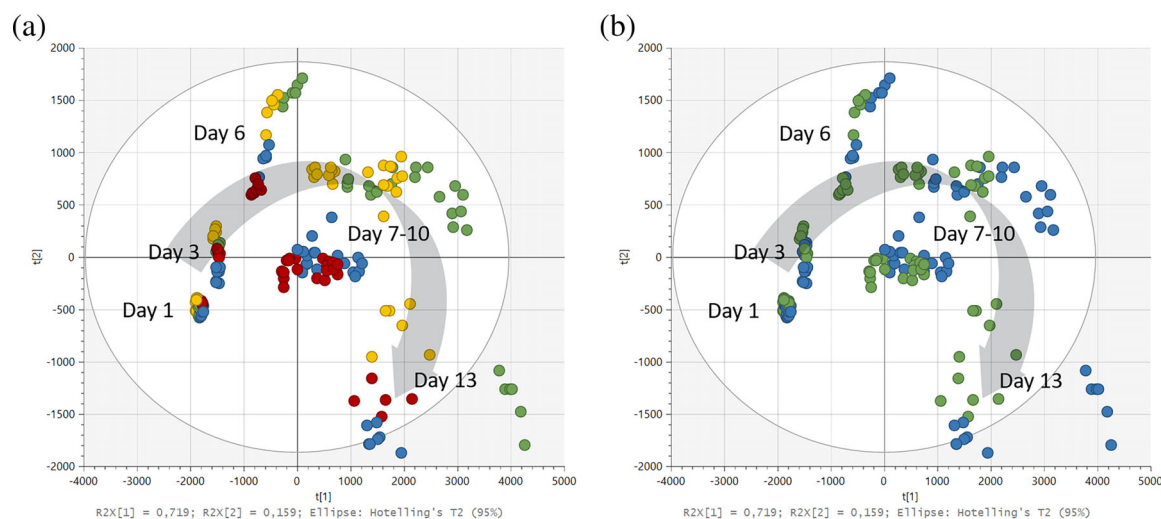 (a)
(b)
2000
1500
1000
500
0
-500
-1000
-1500
-2000
t[2]
Day 6
Day 3
Day 1
Day 7-10
Day 13
-4000 -3000 -2000 -1000 0 1000 2000 3000 4000 5000
t[1]
R2X[1] = 0,719; R2X[2] = 0,159; Ellipse: Hotelling's T2 (95%)
2000
1500
1000
500
0
-500
-1000
-1500
-2000
t[2]
Day 6
Day 3
Day 1
Day 7-10
Day 13
-4000 -3000 -2000 -1000 0 1000 2000 3000 4000 5000
t[1]
R2X[1] = 0,719; R2X[2] = 0,159; Ellipse: Hotelling's T2 (95%)